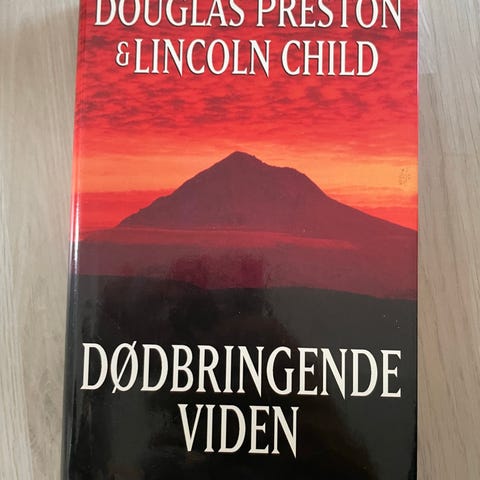 DOUGLAS PRESTON
& LINCOLN CHILD
DØDBRINGENDE
VIDEN